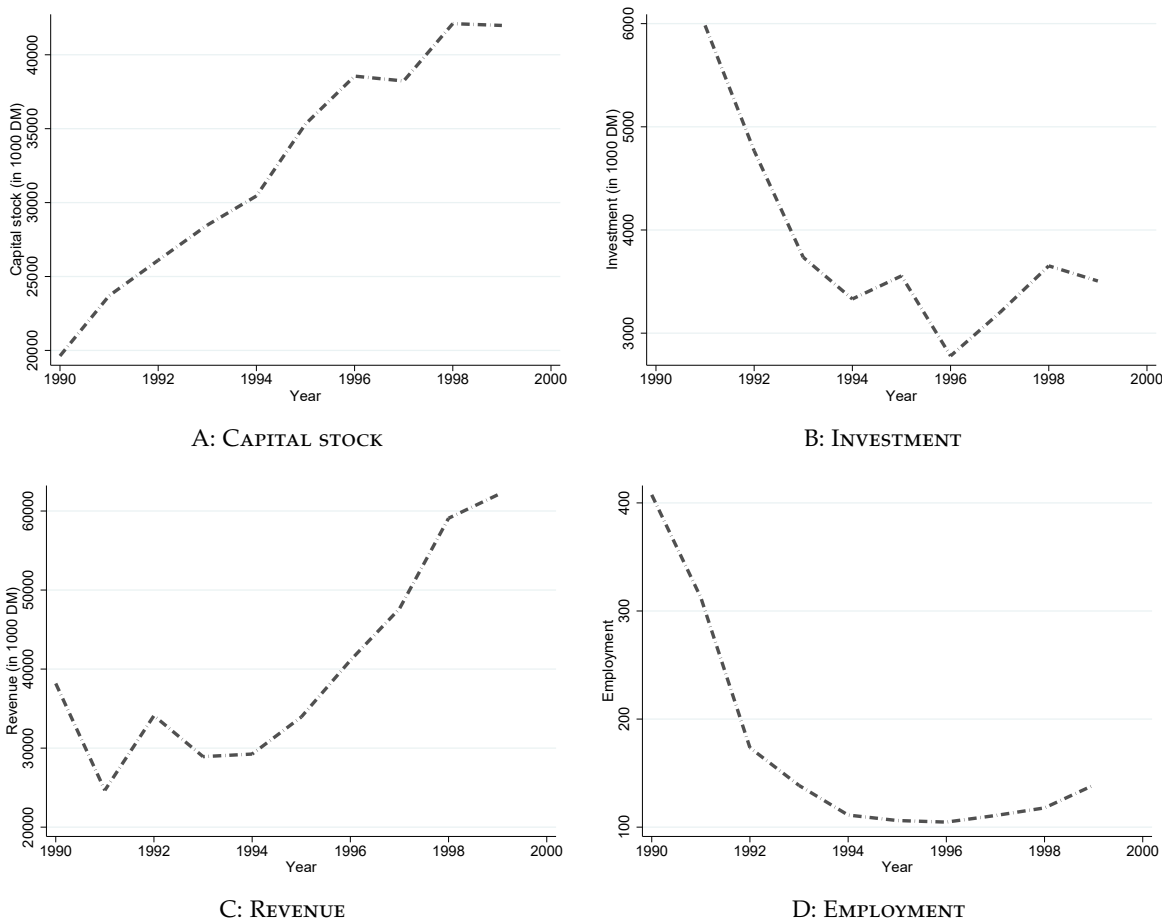 Capital stock (in 1000 DM)
40000
35000
30000
25000
20000
1990 1992 1994 1996 1998 2000
Year
A: Capital stock
Investment (in 1000 DM)
6000
5000
4000
3000
1990 1992 1994 1996 1998 2000
Year
B: Investment
Revenue (in 1000 DM)
60000
50000
40000
30000
20000
1990 1992 1994 1996 1998 2000
Year
C: Revenue
Employment
400
300
200
100
1990 1992 1994 1996 1998 2000
Year
D: Employment